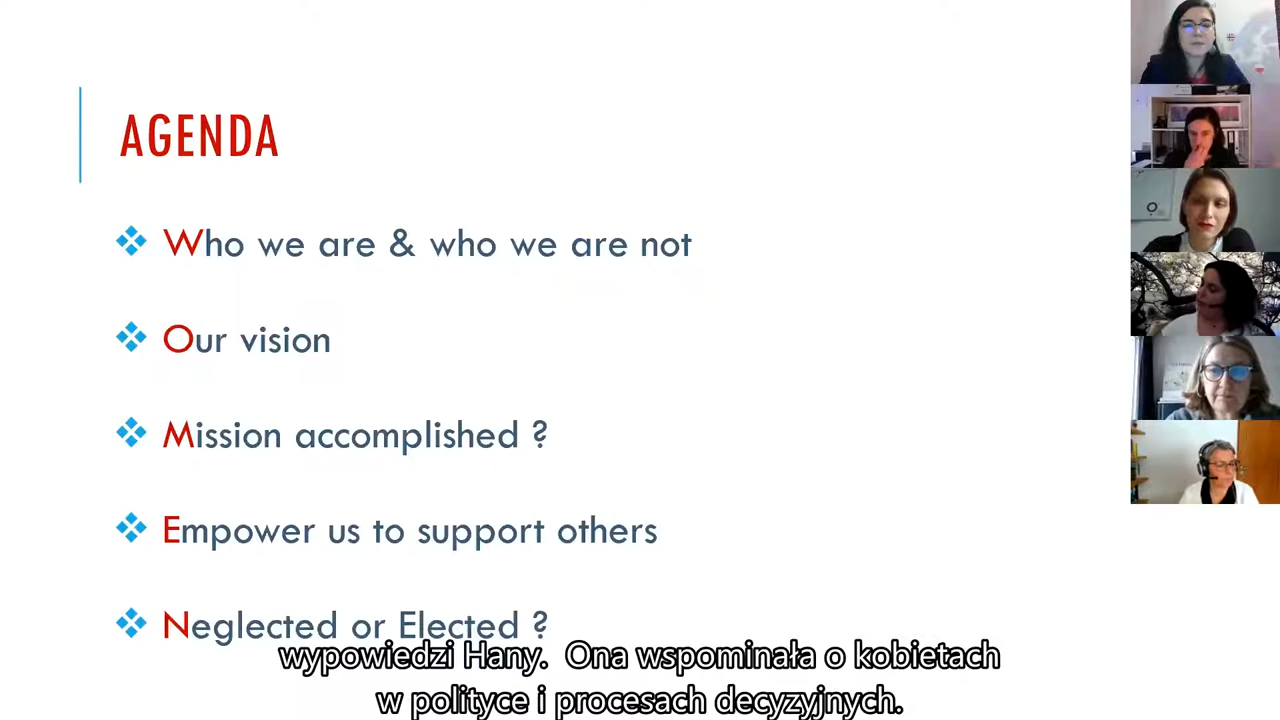 AGENDA
Who we are & who we are not
Our vision
Mission accomplished ?
Empower us to support others
Neglected or Elected ?
wypowiedzi Hany. Ona wspominała o kobietach
w polityce i procesach decyzyjnych.